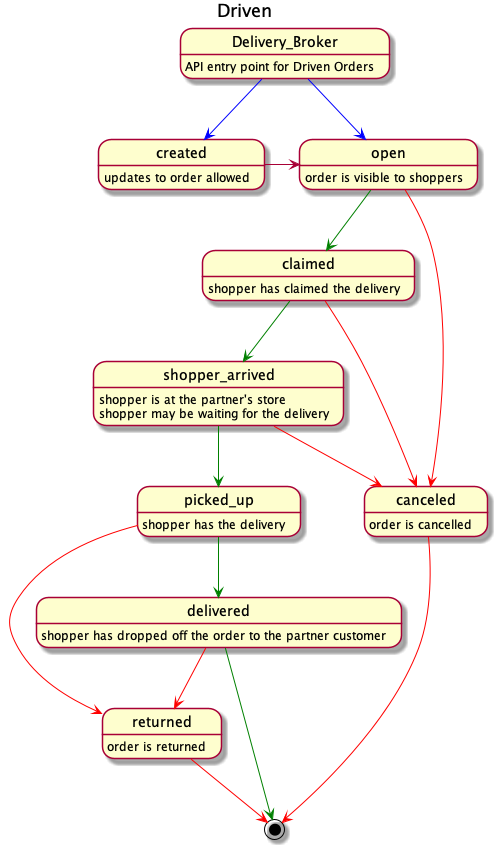 Driven
Delivery_Broker
API entry point for Driven Orders
created
updates to order allowed
open
order is visible to shoppers
claimed
shopper has claimed the delivery
shopper_arrived
shopper is at the partner's store
shopper may be waiting for the delivery
picked_up
shopper has the delivery
canceled
order is cancelled
delivered
shopper has dropped off the order to the partner customer
returned
order is returned